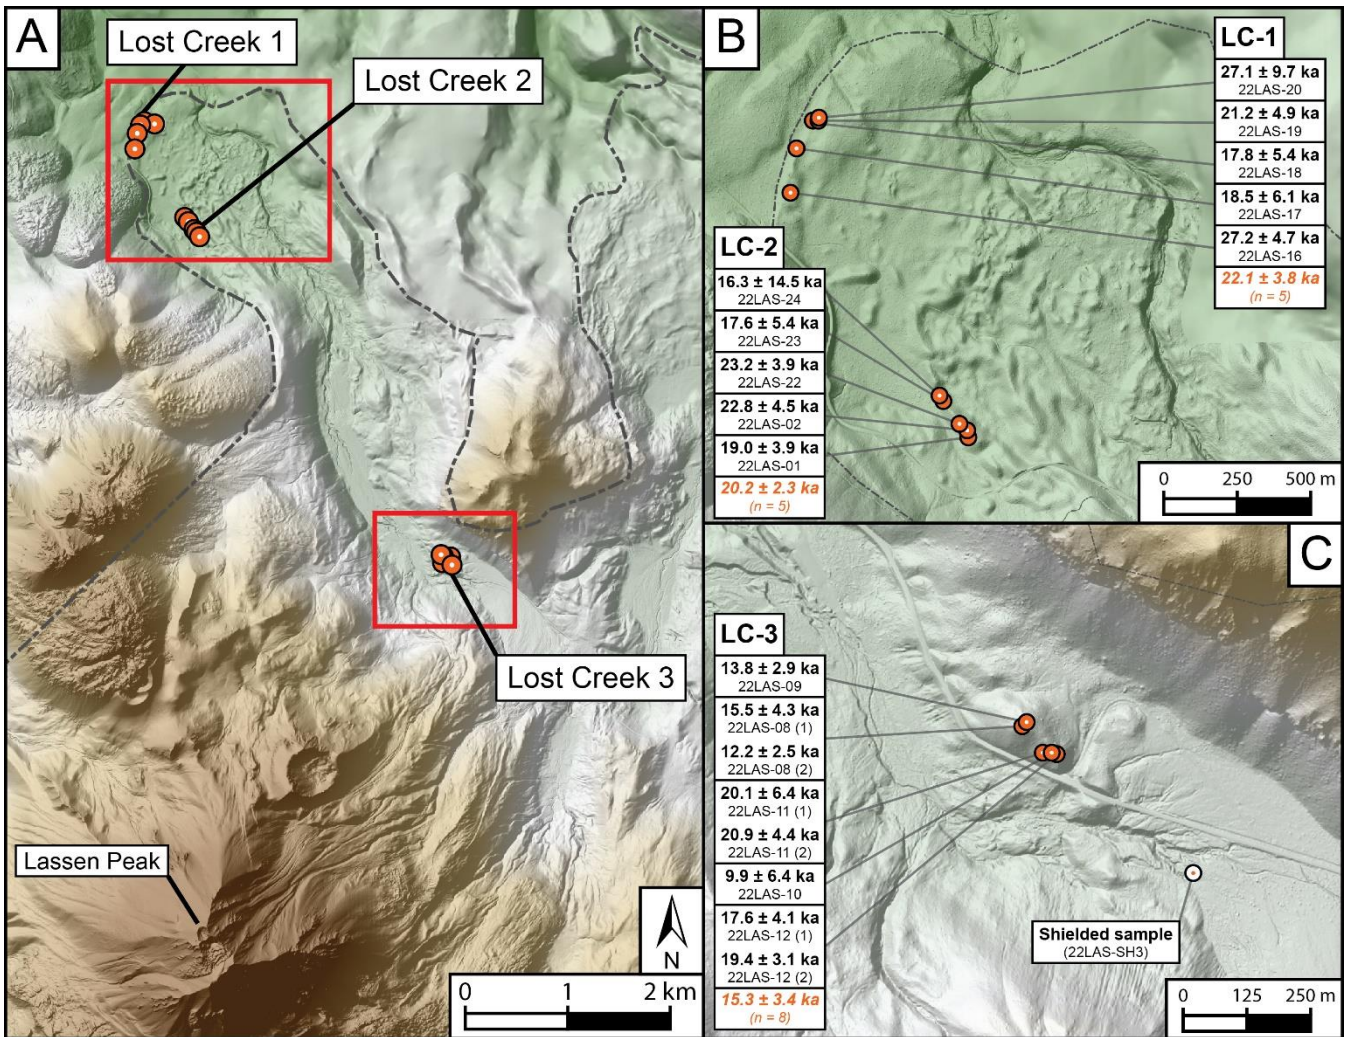 A
Lost Creek 1
Lost Creek 2
Lost Creek 3
Lassen Peak
N
0 1 2 km
B
LC-1
27.1 ± 9.7 ka
22LAS-20
21.2 ± 4.9 ka
22LAS-19
17.8 ± 5.4 ka
22LAS-18
18.5 ± 6.1 ka
22LAS-17
27.2 ± 4.7 ka
22LAS-16
22.1 ± 3.8 ka
(n = 5)
LC-2
16.3 ± 14.5 ka
22LAS-24
17.6 ± 5.4 ka
22LAS-23
23.2 ± 3.9 ka
22LAS-22
22.8 ± 4.5 ka
22LAS-02
19.0 ± 3.9 ka
22LAS-01
20.2 ± 2.3 ka
(n = 5)
0 250 500 m
C
LC-3
13.8 ± 2.9 ka
22LAS-09
15.5 ± 4.3 ka
22LAS-08 (1)
12.2 ± 2.5 ka
22LAS-08 (2)
20.1 ± 6.4 ka
22LAS-11 (1)
20.9 ± 4.4 ka
22LAS-11 (2)
9.9 ± 6.4 ka
22LAS-10
17.6 ± 4.1 ka
22LAS-12 (1)
19.4 ± 3.1 ka
22LAS-12 (2)
15.3 ± 3.4 ka
(n = 8)
Shielded sample
(22LAS-SH3)
0 125 250 m